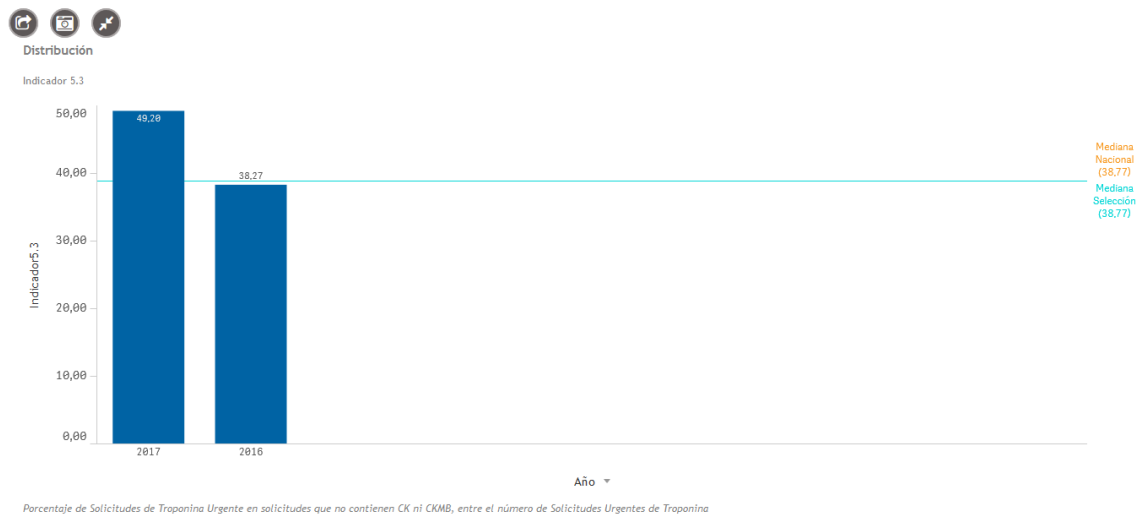 Distribución
Indicador 5.3
50,00
40,00
30,00
20,00
10,00
0,00
Indicador5.3
49,20
38,27
2017
2016
Año
Mediana
Nacional
(38,77)
Mediana
Selección
(38,77)
Porcentaje de Solicitudes de Troponina Urgente en solicitudes que no contienen CK ni CKMB, entre el número de Solicitudes Urgentes de Troponina